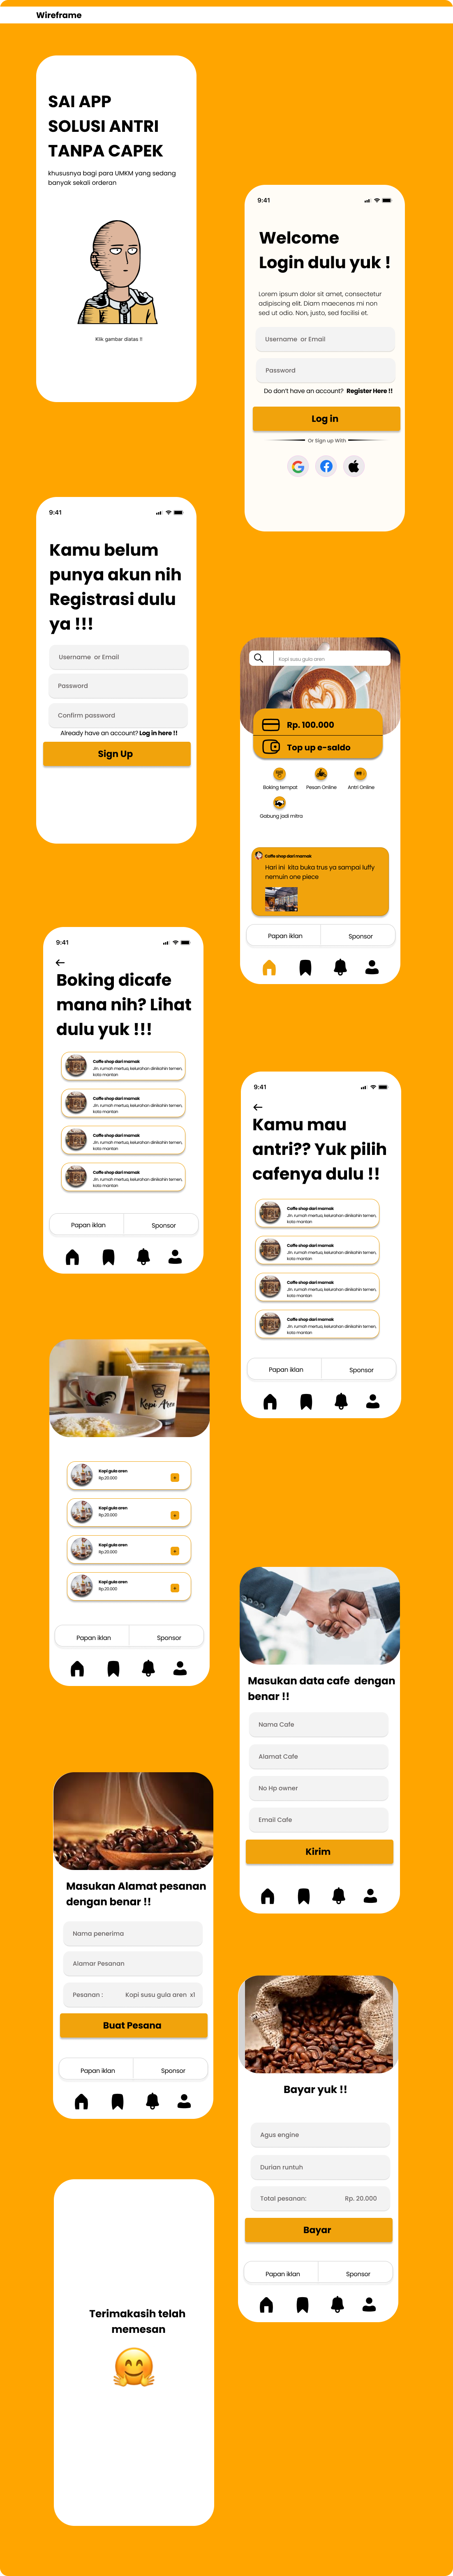 Wireframe
SAI APP
SOLUSI ANTRI
TANPA CAPEK
khususnya bagi para UMKM yang sedang
banyak sekali orderan
Klik gambar diatas !!
9:41
Welcome
Login dulu yuk !
Lorem ipsum dolor sit amet, consectetur
adipiscing elit. Diam maecenas mi non
sed ut odio. Non, justo, sed facilisi et.
Username or Email
Password
Do don't have an account? Register Here !!
Log in
Or Sign up With
9:41
Kamu belum
punya akun nih
Registrasi dulu
ya !!!
Username or Email
Password
Confirm password
Already have an account? Log in here !!
Sign Up
Kopi susu gula aren
Rp. 100.000
Top up e-saldo
Boking tempat
Pesan Online
Antri Online
Gabung jadi mitra
Coffe shop dari mamak
Hari ini kita buka trus ya sampai luffy
nemuin one piece
Papan iklan
Sponsor
9:41
Boking dicafe
mana nih? Lihat
dulu yuk !!!
Coffe shop dari mamak
Jln. rumah mertua, kelurahan dinikahin temen,
kota mantan
Coffe shop dari mamak
Jln. rumah mertua, kelurahan dinikahin temen,
kota mantan
Coffe shop dari mamak
Jln. rumah mertua, kelurahan dinikahin temen,
kota mantan
Coffe shop dari mamak
Jln. rumah mertua, kelurahan dinikahin temen,
kota mantan
Papan iklan
Sponsor
9:41
Kamu mau
antri?? Yuk pilih
cafenya dulu !!
Coffe shop dari mamak
Jln. rumah mertua, kelurahan dinikahin temen,
kota mantan
Coffe shop dari mamak
Jln. rumah mertua, kelurahan dinikahin temen,
kota mantan
Coffe shop dari mamak
Jln. rumah mertua, kelurahan dinikahin temen,
kota mantan
Coffe shop dari mamak
Jln. rumah mertua, kelurahan dinikahin temen,
kota mantan
Papan iklan
Sponsor
Kopi Aren
Kopi gula aren
Rp.20.000
+
Kopi gula aren
Rp.20.000
+
Kopi gula aren
Rp.20.000
+
Kopi gula aren
Rp.20.000
+
Papan iklan
Sponsor
Masukan data cafe dengan
benar !!
Nama Cafe
Alamat Cafe
No Hp owner
Email Cafe
Kirim
Masukan Alamat pesanan
dengan benar !!
Nama penerima
Alamar Pesanan
Pesanan : Kopi susu gula aren x1
Buat Pesana
Papan iklan
Sponsor
Bayar yuk !!
Agus engine
Durian runtuh
Total pesanan: Rp. 20.000
Bayar
Papan iklan
Sponsor
Terimakasih telah
memesan